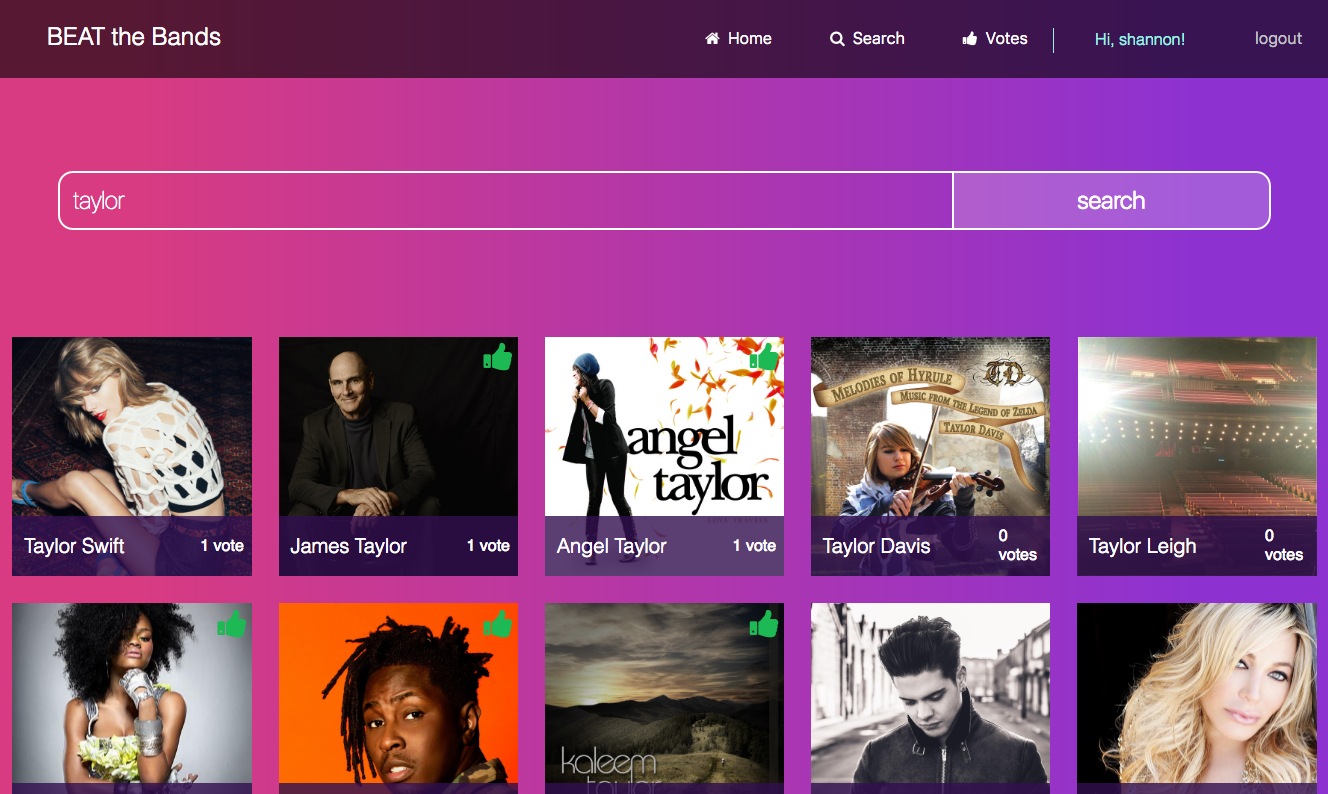 BEAT the Bands
Home
Search
Votes
Hi, shannon!
logout
taylor
search
MELODIES OF HYRULE
TD
MUSIC FROM THE LEGEND OF ZELDA
TAYLOR DAVIS
angel
taylor
Taylor Swift
1 vote
James Taylor
1 vote
Angel Taylor
1 vote
Taylor Davis
0
votes
Taylor Leigh
0
votes
kaleem
taylor